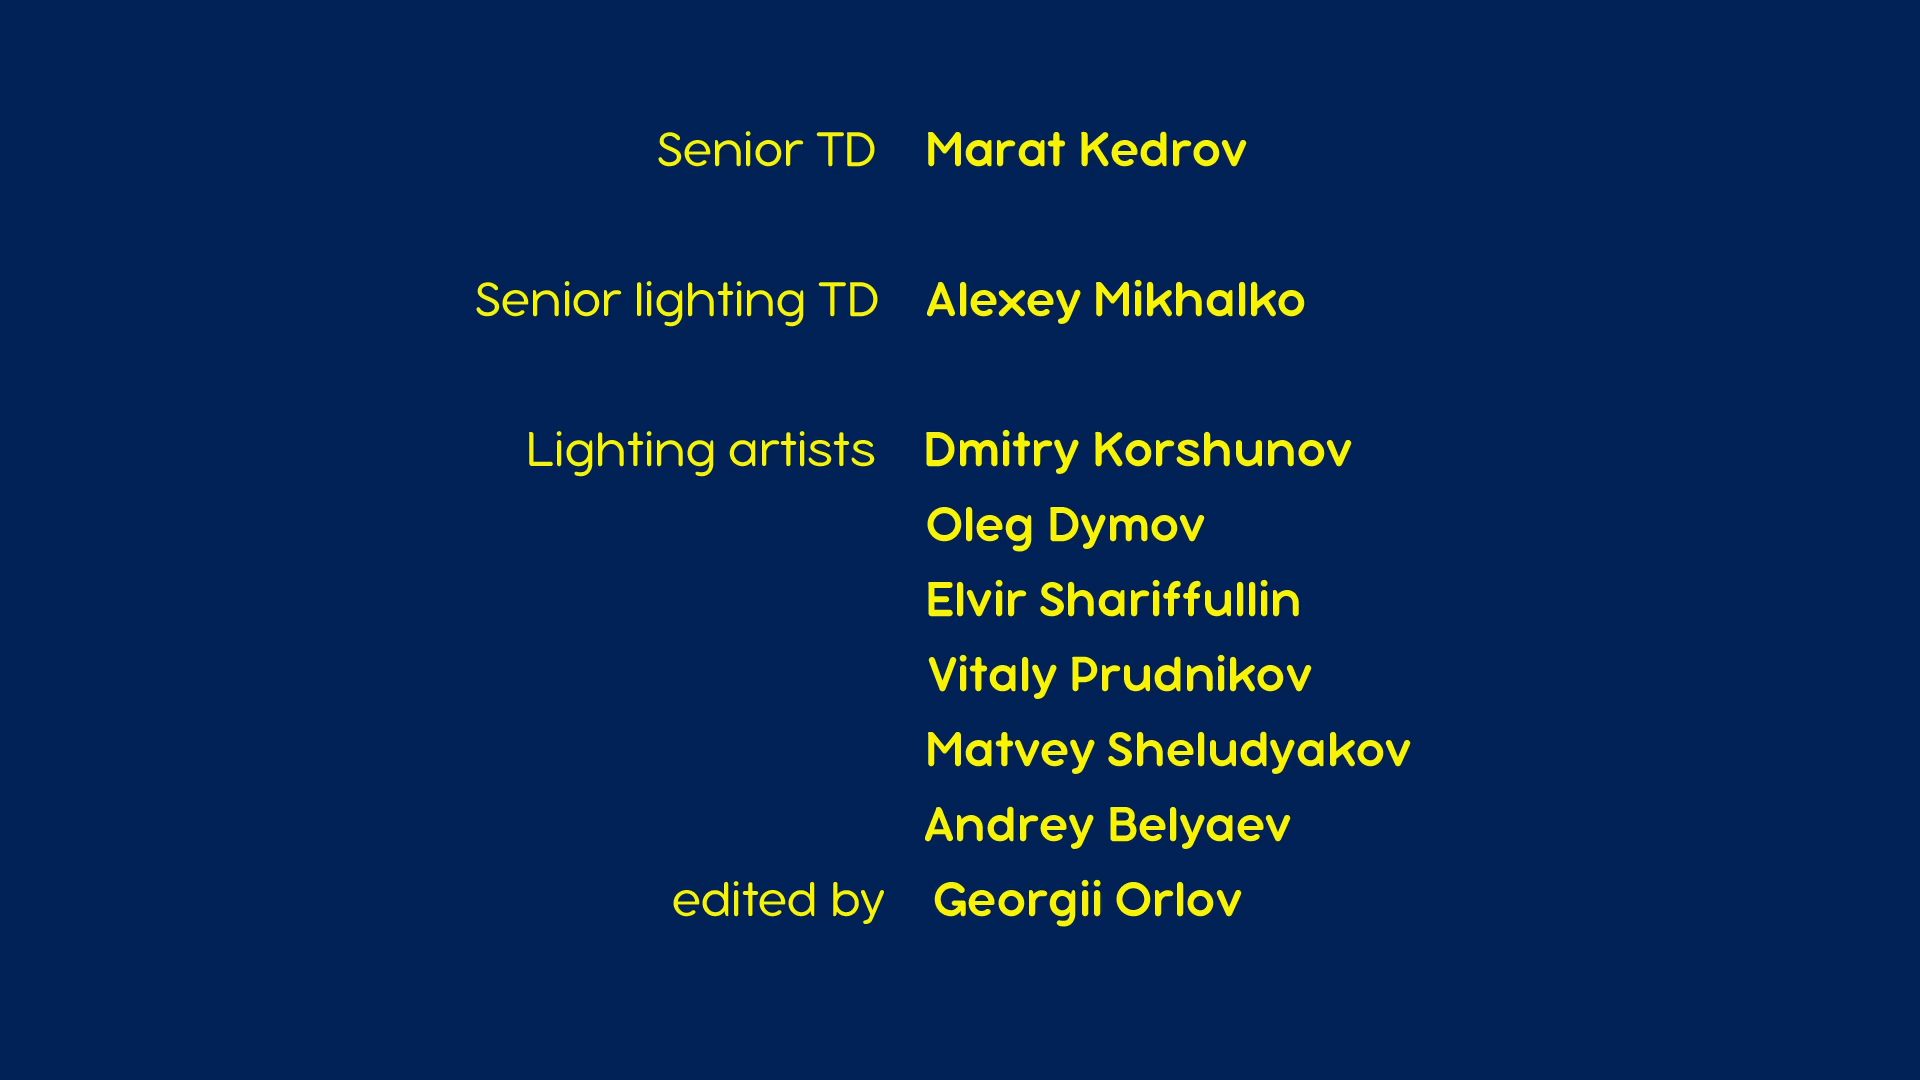 Senior TD Marat Kedrov
Senior lighting TD Alexey Mikhalko
Lighting artists Dmitry Korshunov
Oleg Dymov
Elvir Shariffullin
Vitaly Prudnikov
Matvey Sheludyakov
Andrey Belyaev
edited by Georgii Orlov